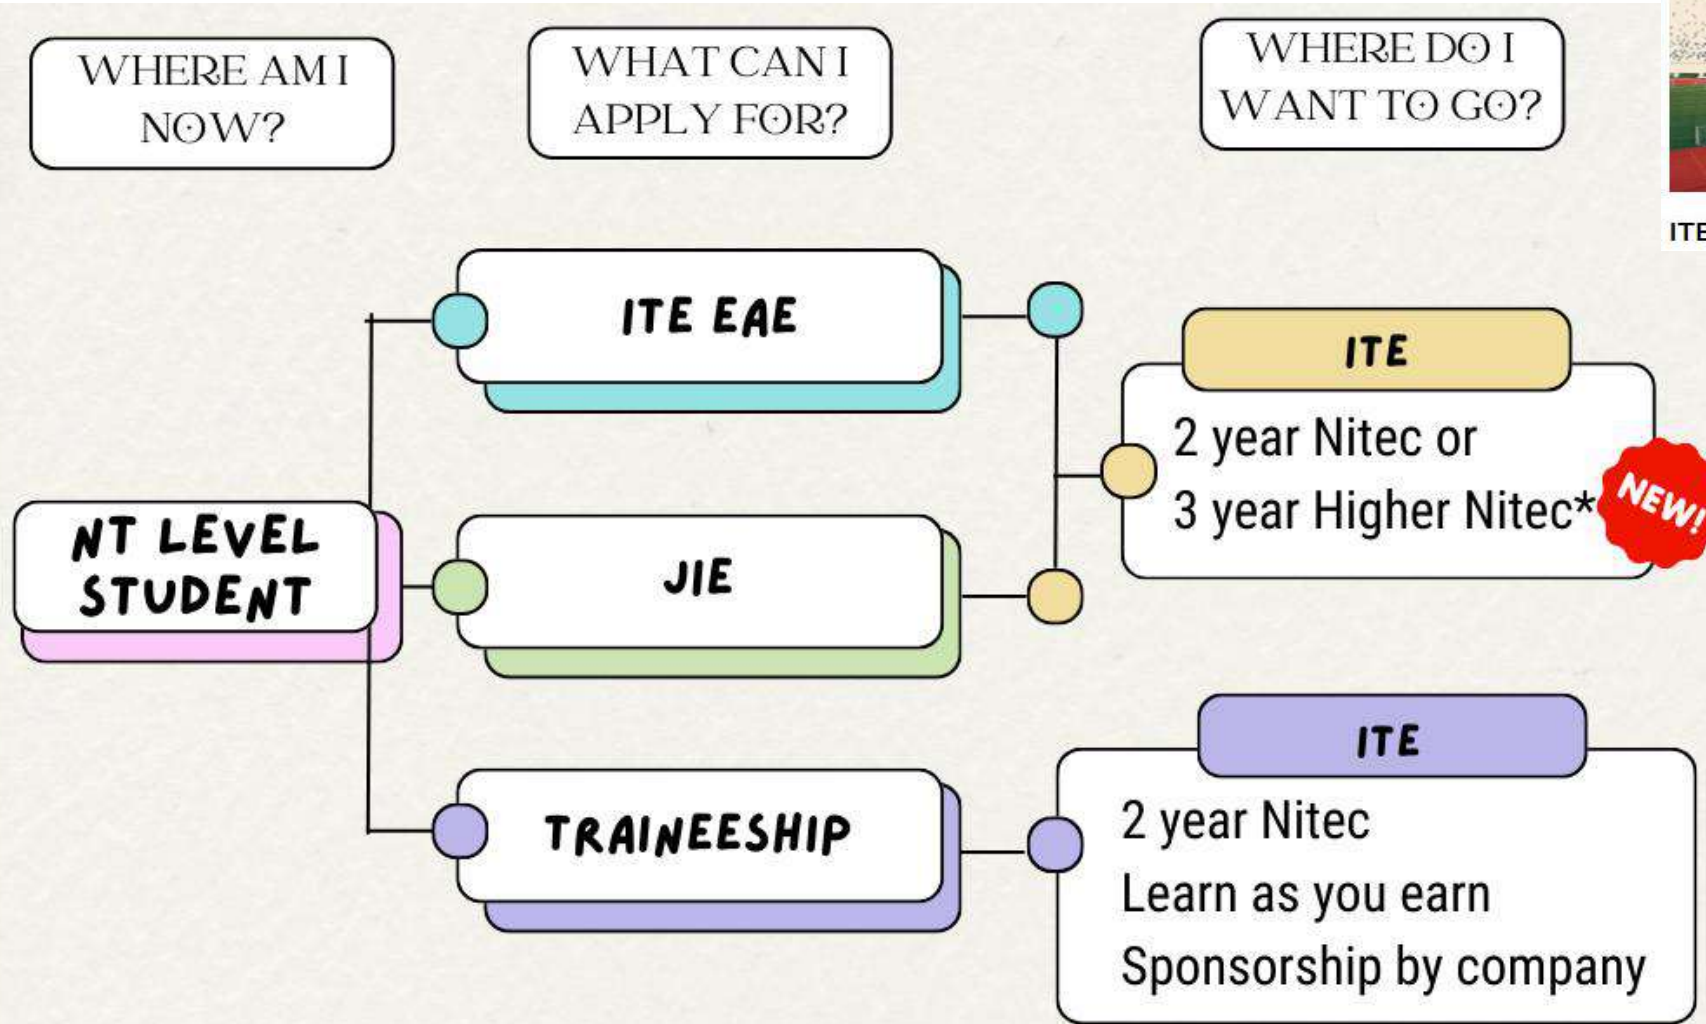 WHERE AM I
NOW?
WHAT CAN I
APPLY FOR?
WHERE DO I
WANT TO GO?
ITE
ITE EAE
ITE
2 year Nitec or
3 year Higher Nitec*
NEW!
NT LEVEL
STUDENT
JIE
TRAINEESHIP
ITE
2 year Nitec
Learn as you earn
Sponsorship by company